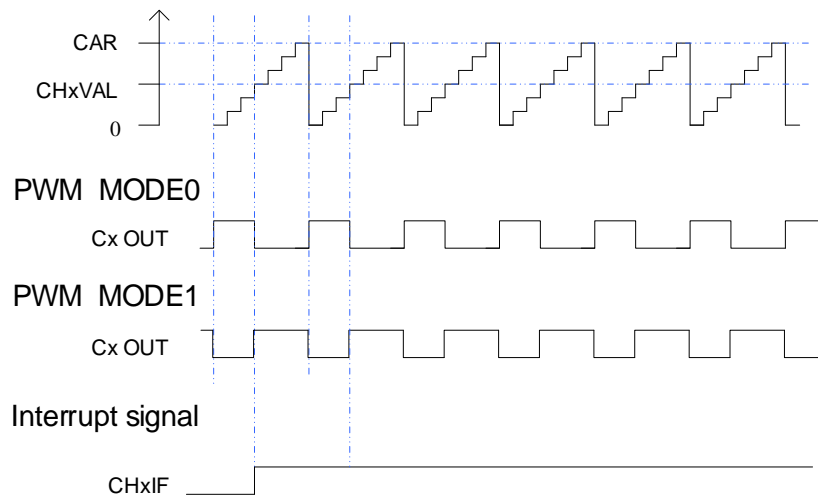 CAR
CHxVAL
0
PWM MODE0
Cx OUT
PWM MODE1
Cx OUT
Interrupt signal
CHxIF